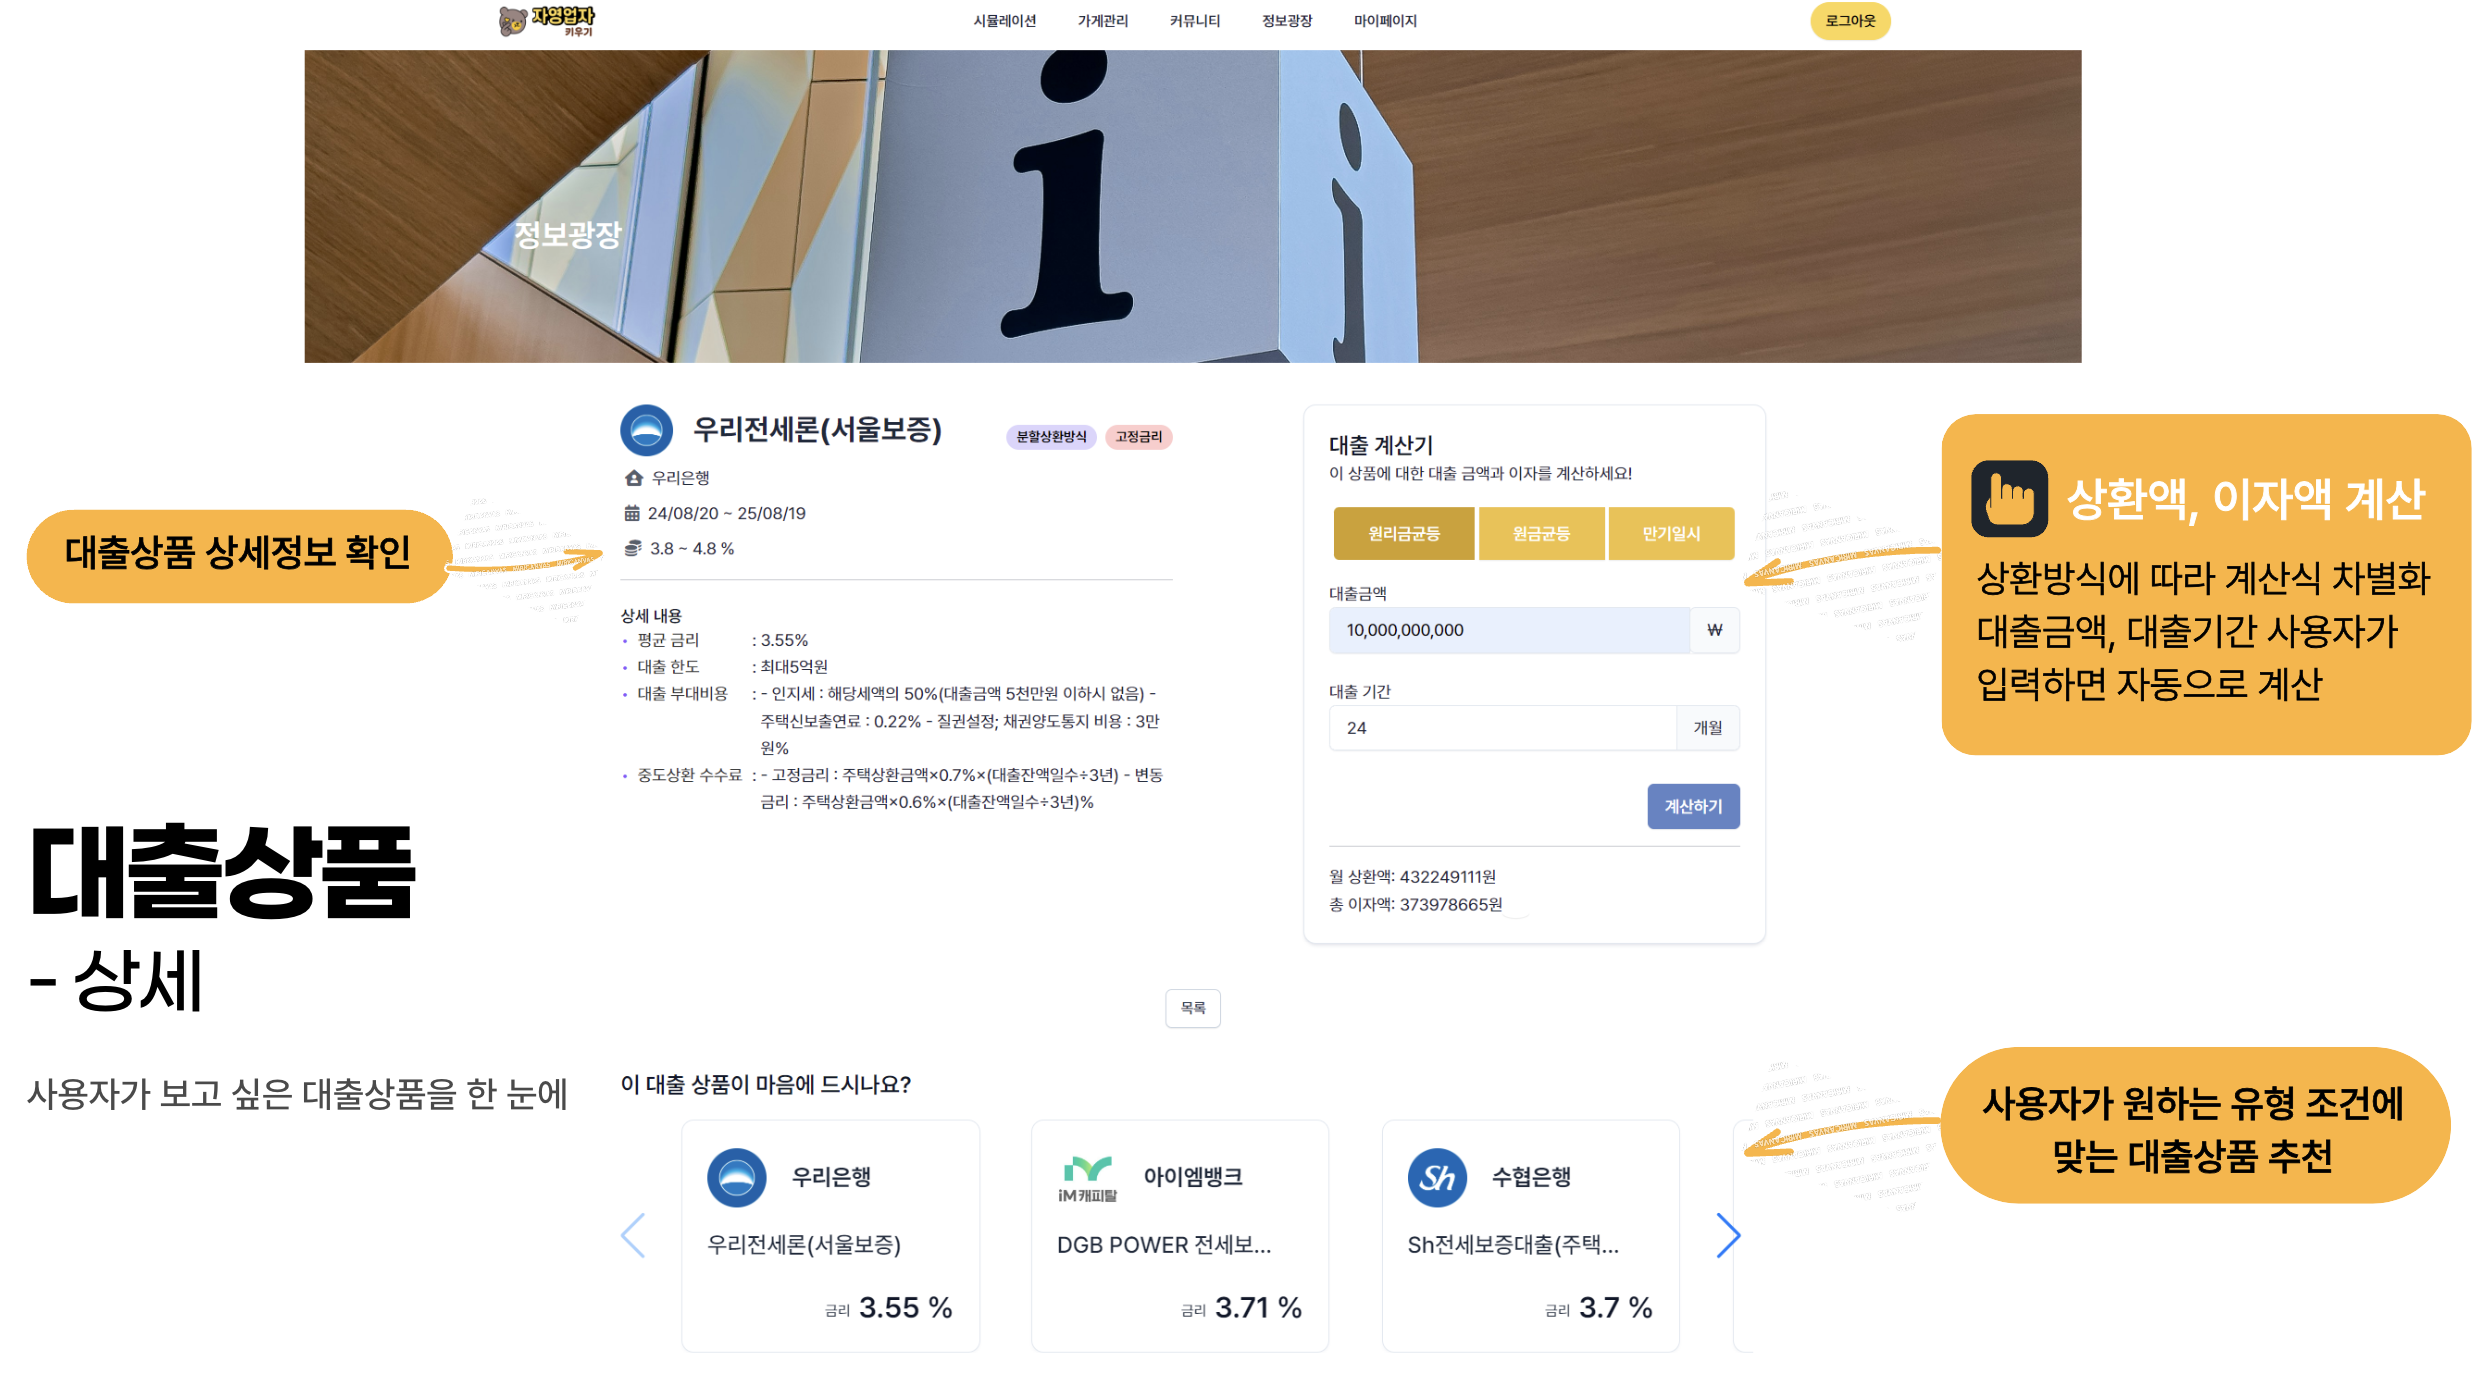 자영업자
키우기
시뮬레이션
가게관리
커뮤니티
정보광장
마이페이지
로그아웃
정보광장
우리전세론(서울보증)
분할상환방식
고정금리
우리은행
24/08/20 ~ 25/08/19
3.8 ~ 4.8 %
상세 내용
• 평균 금리 : 3.55%
• 대출 한도 : 최대5억원
• 대출 부대비용 : - 인지세 : 해당세액의 50%(대출금액 5천만원 이하시 없음) -
주택신보출연료 : 0.22% - 질권설정; 채권양도통지 비용 : 3만
원%
• 중도상환 수수료 : - 고정금리 : 주택상환금액×0.7%×(대출잔액일수÷3년) - 변동
금리 : 주택상환금액×0.6%×(대출잔액일수÷3년)%
대출 계산기
이 상품에 대한 대출 금액과 이자를 계산하세요!
원리금균등
원금균등
만기일시
대출금액
10,000,000,000
₩
대출 기간
24
개월
계산하기
월 상환액: 432249111원
총 이자액: 373978665원
대출상품 상세정보 확인
상환액, 이자액 계산
상환방식에 따라 계산식 차별화
대출금액, 대출기간 사용자가
입력하면 자동으로 계산
대출상품
- 상세
사용자가 보고 싶은 대출상품을 한 눈에
목록
이 대출 상품이 마음에 드시나요?
우리은행
우리전세론(서울보증)
금리 3.55 %
iM캐피탈
아이엠뱅크
DGB POWER 전세보...
금리 3.71 %
Sh
수협은행
Sh전세보증대출(주택...
금리 3.7 %
사용자가 원하는 유형 조건에
맞는 대출상품 추천